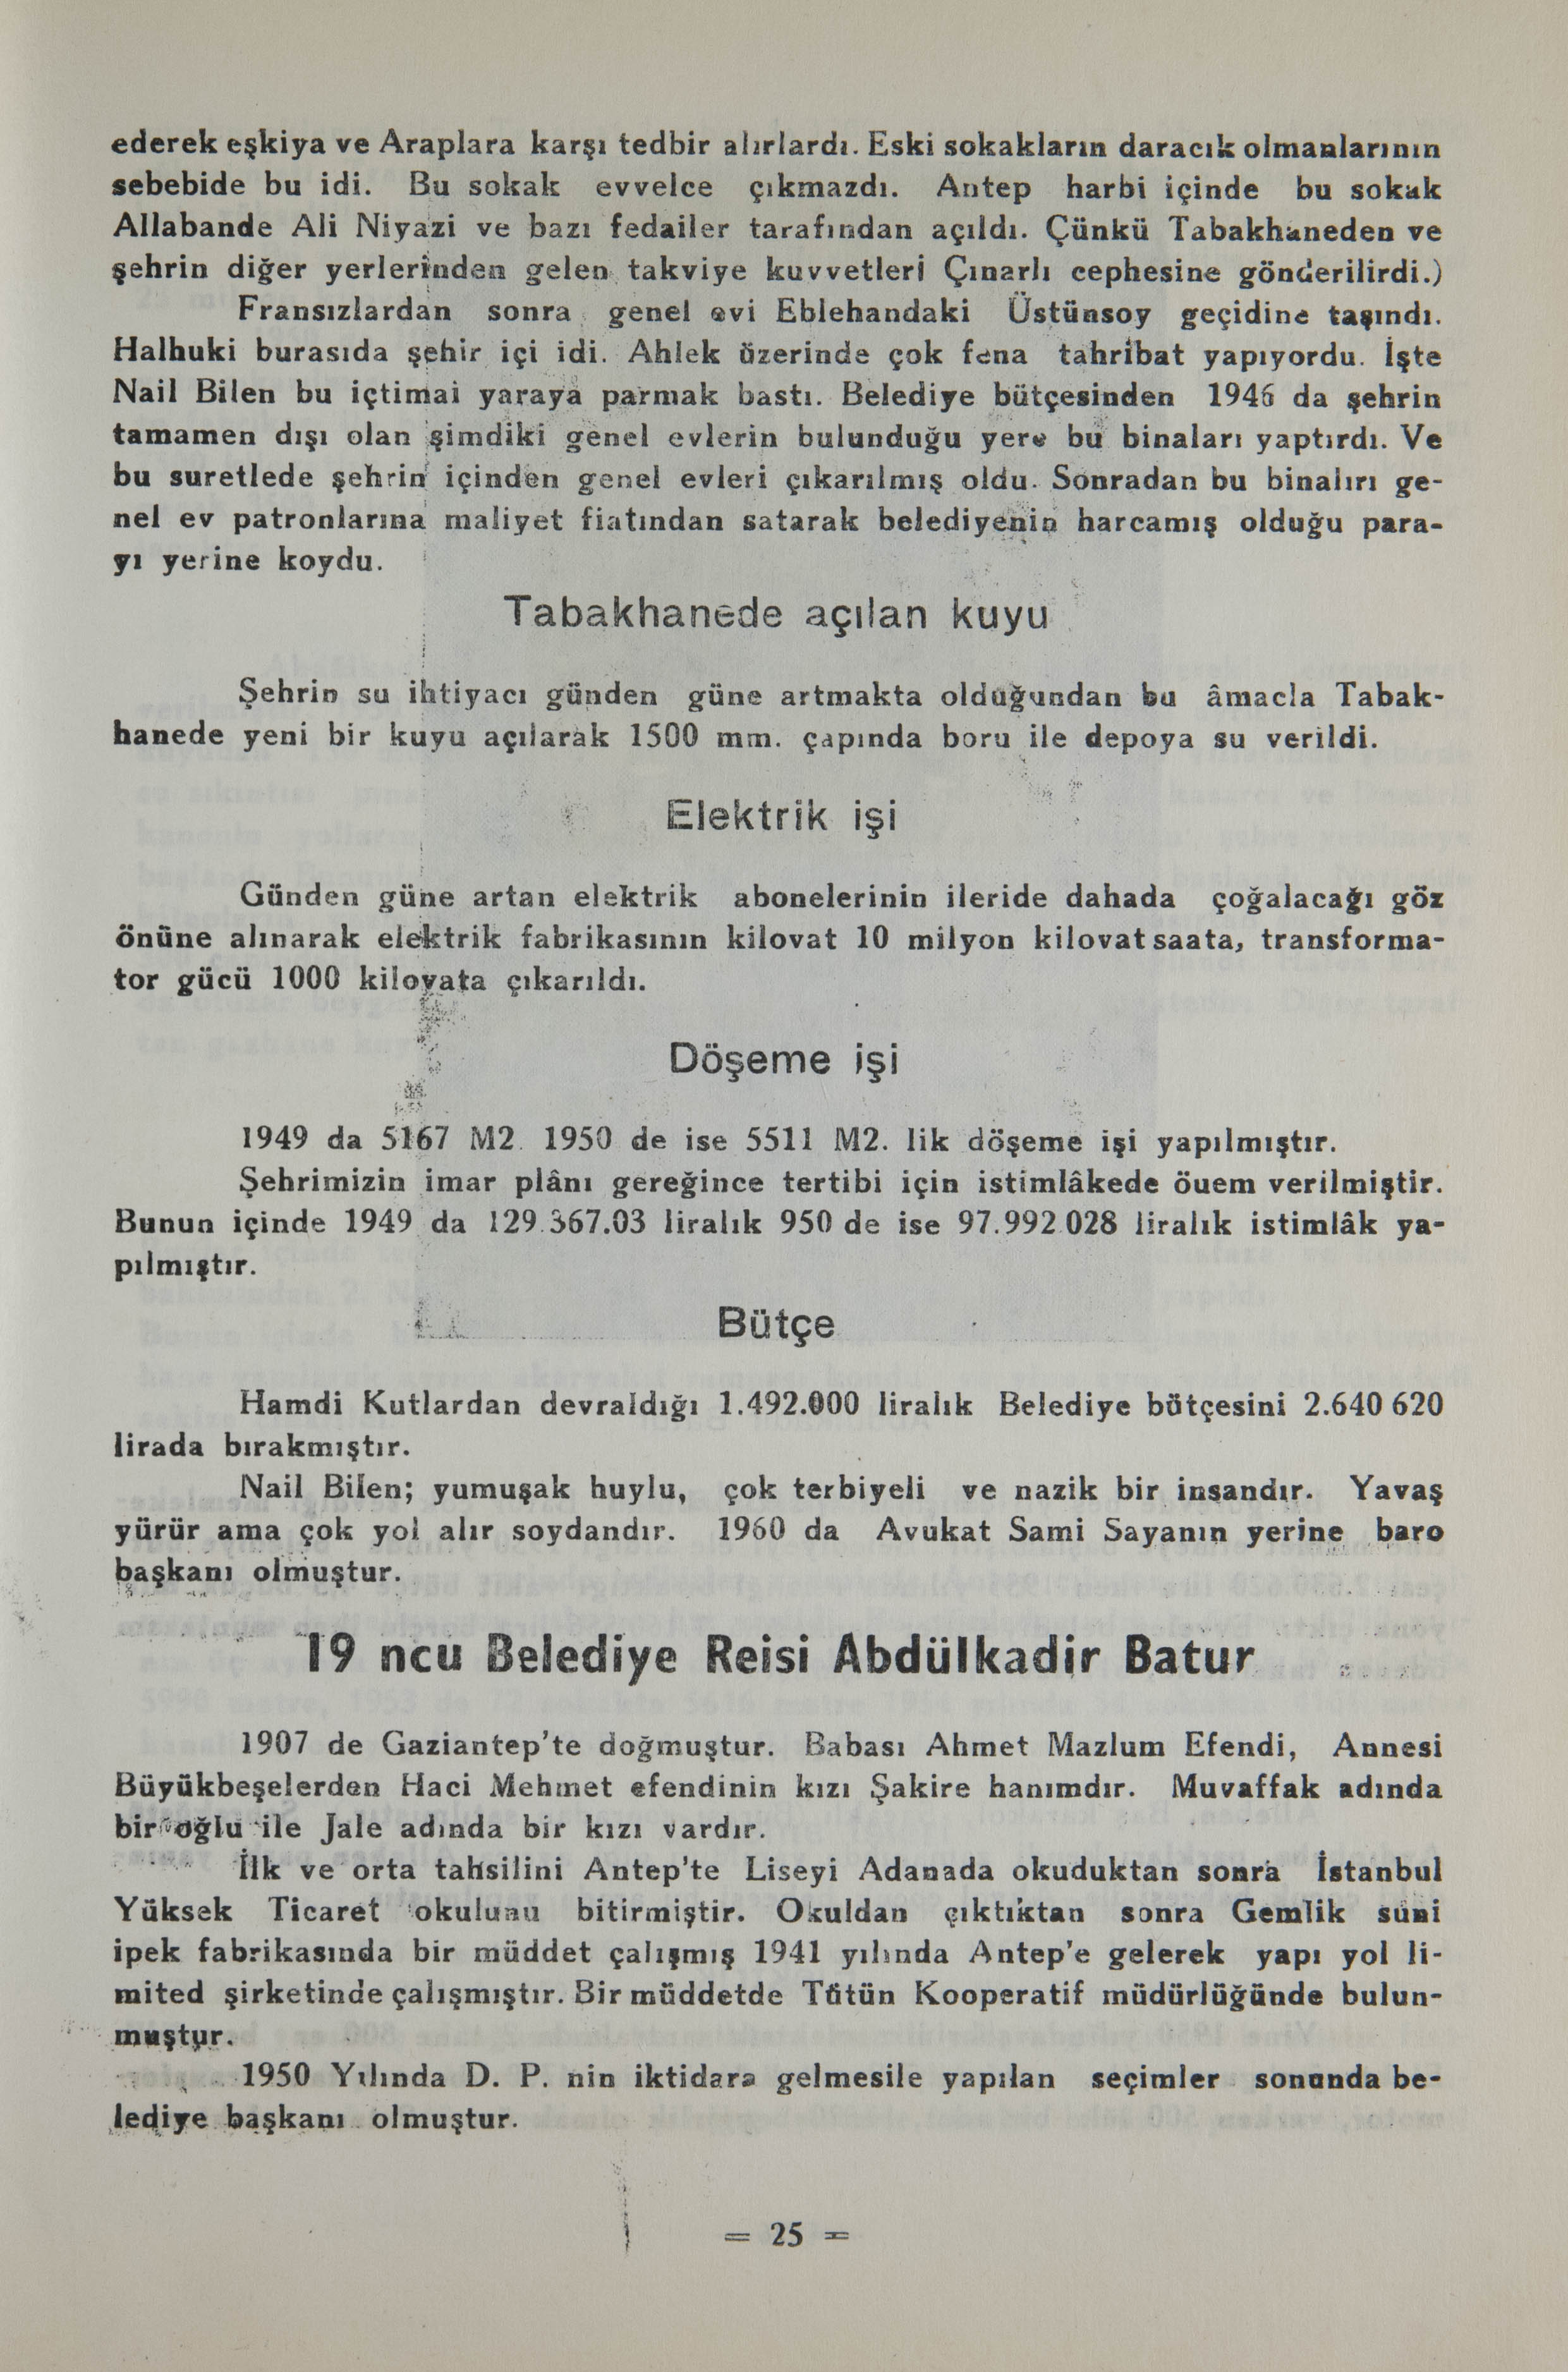 ederek eşkiya ve Araplara karşı tedbir alırlardı. Eski sokakların daracık olmanlarının
sebebide bu idi. Bu sokak evvelce çıkmazdı. Antep harbi içinde bu sokak
Allabande Ali Niyazi ve bazı fedailer tarafından açıldı. Çünkü Tabakhaneden ve
şehrin diğer yerlerinden gelen takviye kuvvetleri Çınarlı cephesine gönderilirdi.)
Fransızlardan sonra genel evi Eblehandaki Üstünsoy geçidine taşındı.
Halhuki burasıda şehir içi idi. Ahlek üzerinde çok fena tahribat yapıyordu. İşte
Nail Bilen bu içtimai yaraya parmak bastı. Belediye bütçesinden 1946 da şehrin
tamamen dışı olan şimdiki genel evlerin bulunduğu yere bu binaları yaptırdı. Ve
bu suretlede şehrin içinden genel evleri çıkarılmış oldu. Sonradan bu binalırı ge-
nel ev patronlarına maliyet fiatından satarak belediyenin harcamış olduğu para-
yı yerine koydu.
Tabakhanede açılan kuyu
Şehrin su ihtiyacı günden güne artmakta olduğundan bu âmacla Tabak-
hanede yeni bir kuyu açılarak 1500 mm. çapında boru ile depoya su verildi.
Elektrik işi
Günden güne artan elektrik abonelerinin ileride dahada çoğalacağı göz
önüne alınarak elektrik fabrikasının kilovat 10 milyon kilovat saata, transforma-
tor gücü 1000 kilovata çıkarıldı.
Döşeme işi
1949 da 5167 M2. 1950 de ise 5511 M2. lik döşeme işi yapılmıştır.
Şehrimizin imar plânı gereğince tertibi için istimlâkede öuem verilmiştir.
Bunun içinde 1949 da 129.367.03 liralık 950 de ise 97.992.028 liralık istimlâk ya-
pılmıştır.
Bütçe
Hamdi Kutlardan devraldığı 1.492.000 liralık Belediye bütçesini 2.640 620
lirada bırakmıştır.
Nail Bilen; yumuşak huylu, çok terbiyeli ve nazik bir insandır. Yavaş
yürür ama çok yol alır soydandır. 1960 da Avukat Sami Sayanın yerine baro
başkanı olmuştur.
19 ncu Belediye Reisi Abdülkadir Batur
1907 de Gaziantep'te doğmuştur. Babası Ahmet Mazlum Efendi, Annesi
Büyükbeşelerden Haci Mehmet efendinin kızı Şakire hanımdır. Muvaffak adında
bir oğlu ile Jale adında bir kızı vardır.
İlk ve orta tahsilini Antep'te Liseyi Adanada okuduktan sonra İstanbul
Yüksek Ticaret okulunu bitirmiştir. Okuldan çıktıktan sonra Gemlik süni
ipek fabrikasında bir müddet çalışmış 1941 yılında Antep'e gelerek yapı yol li-
mited şirketinde çalışmıştır. Bir müddetde Tütün Kooperatif müdürlüğünde bulun-
muştur.
1950 Yılında D. P. nin iktidara gelmesile yapılan seçimler sonunda be-
lediye başkanı olmuştur.
= 25 =